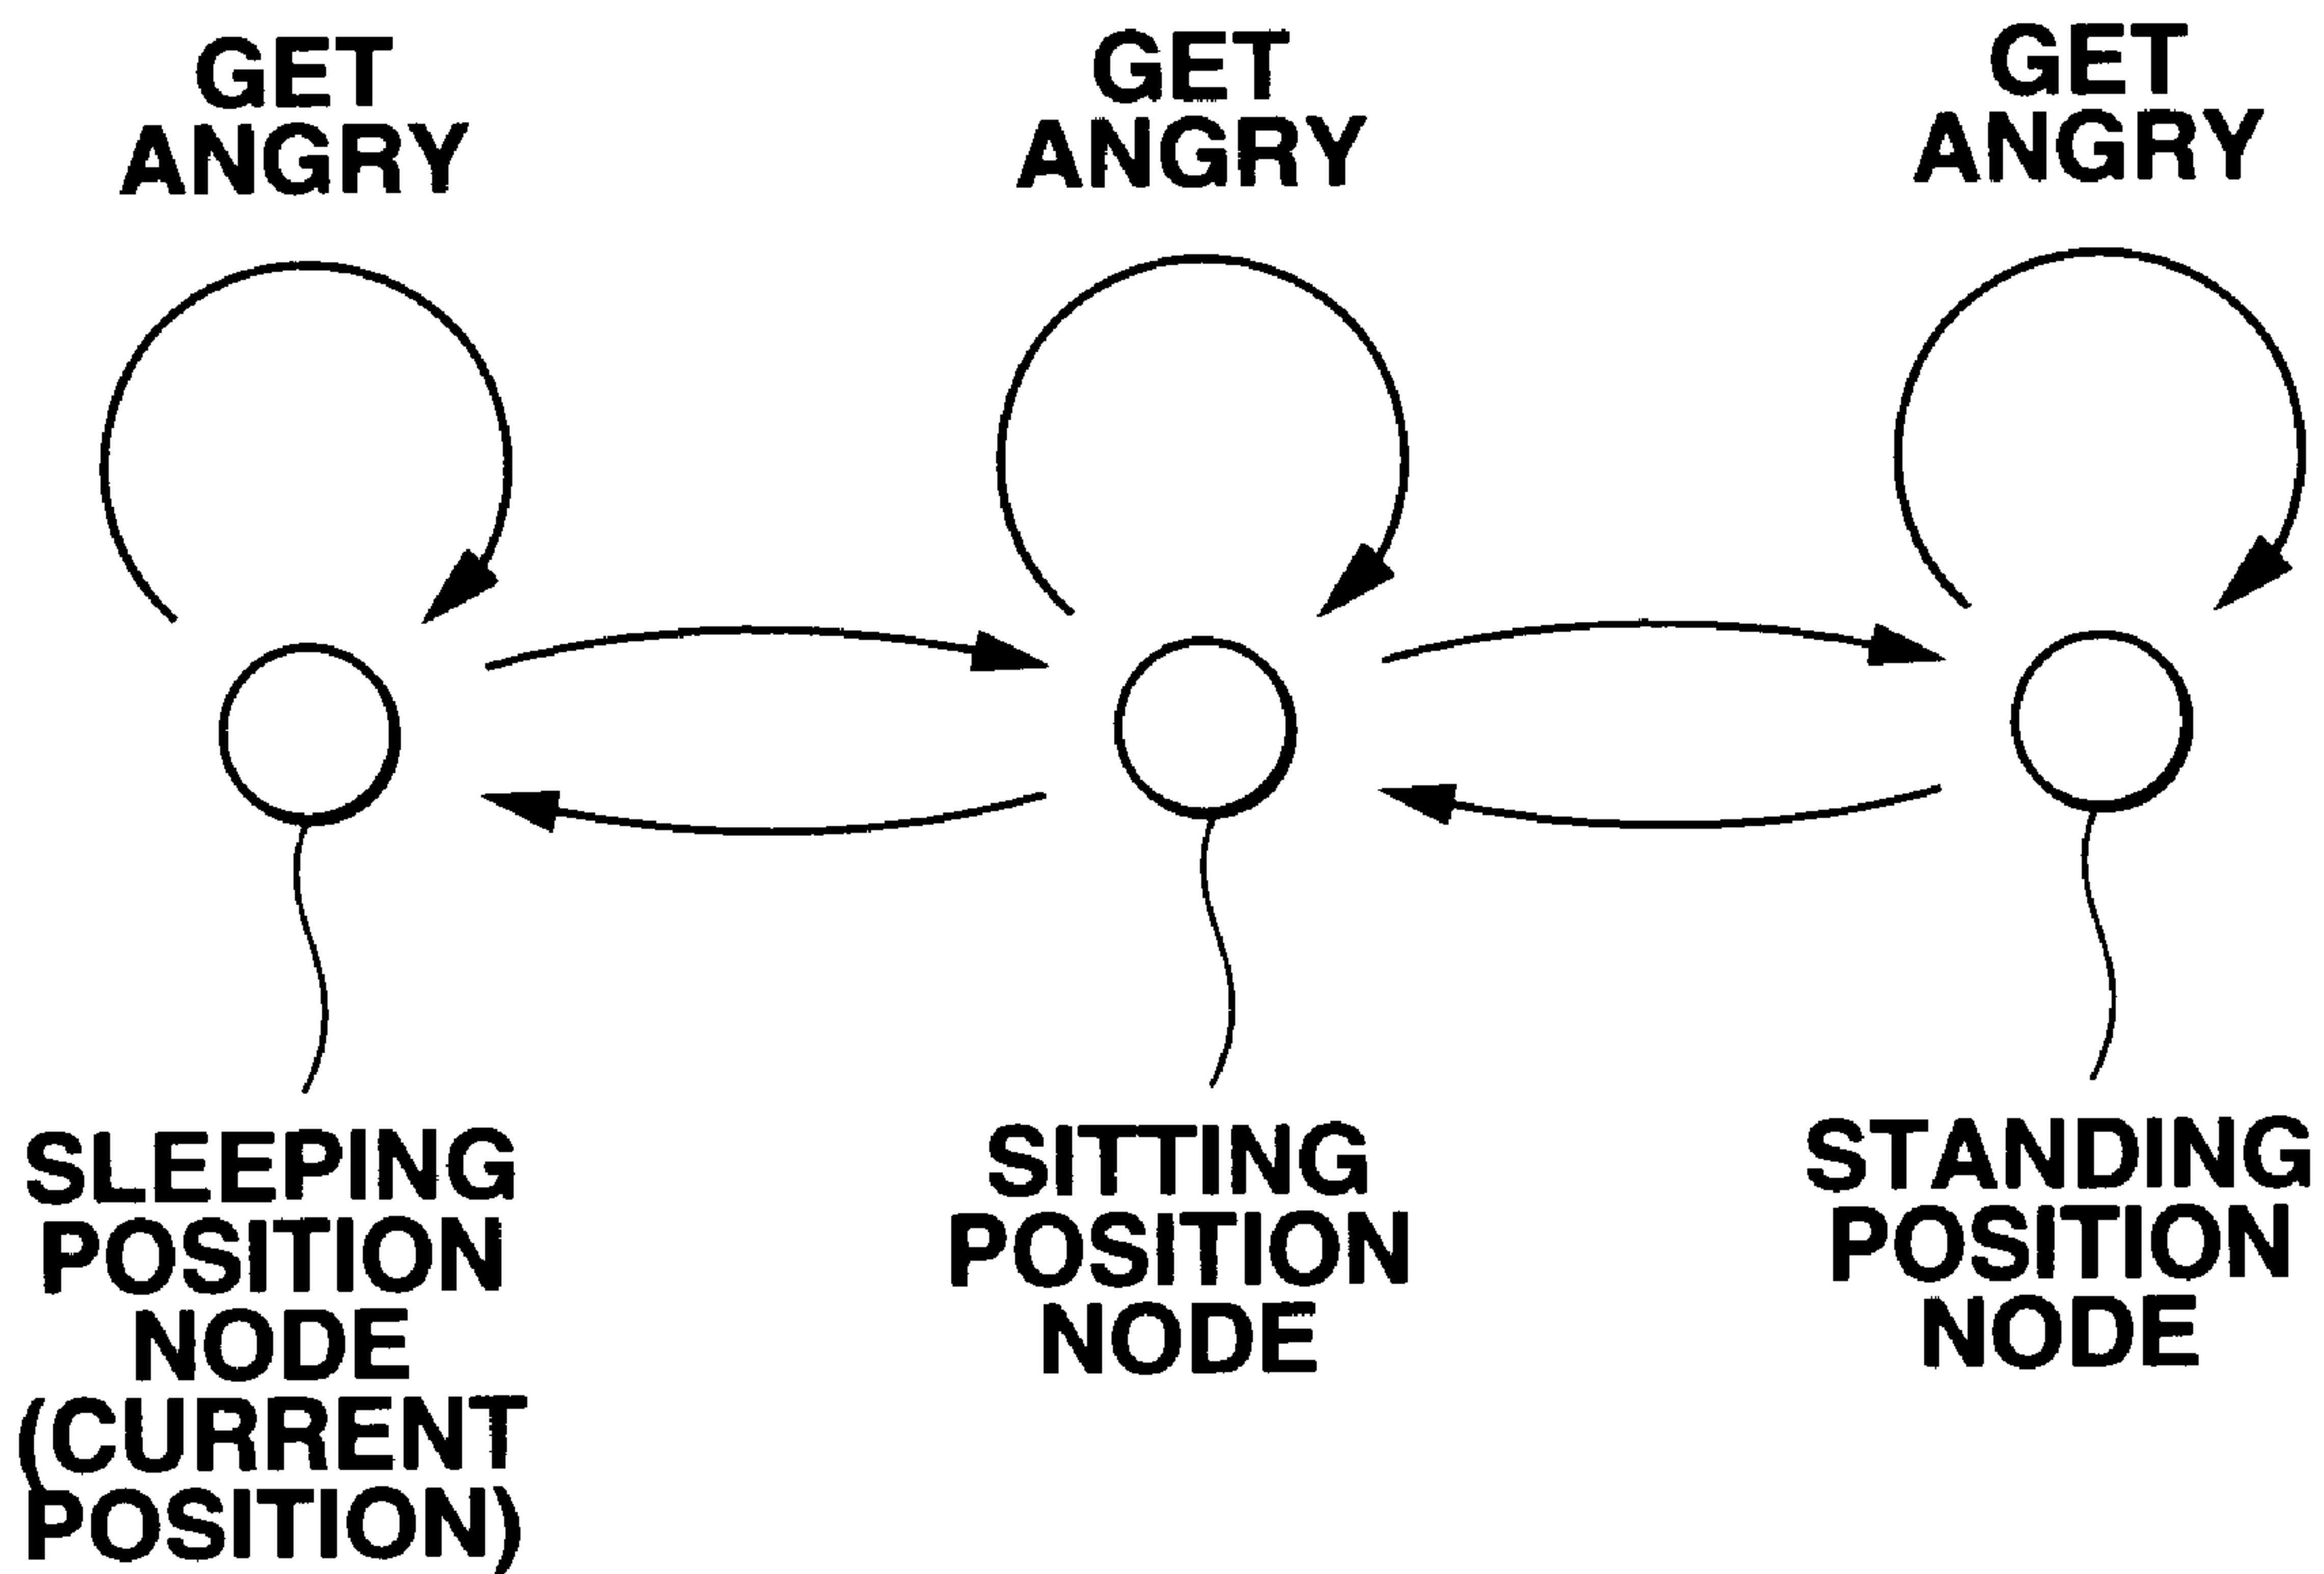 GET
ANGRY
GET
ANGRY
GET
ANGRY
SLEEPING
POSITION
NODE
(CURRENT
POSITION)
SITTING
POSITION
NODE
STANDING
POSITION
NODE